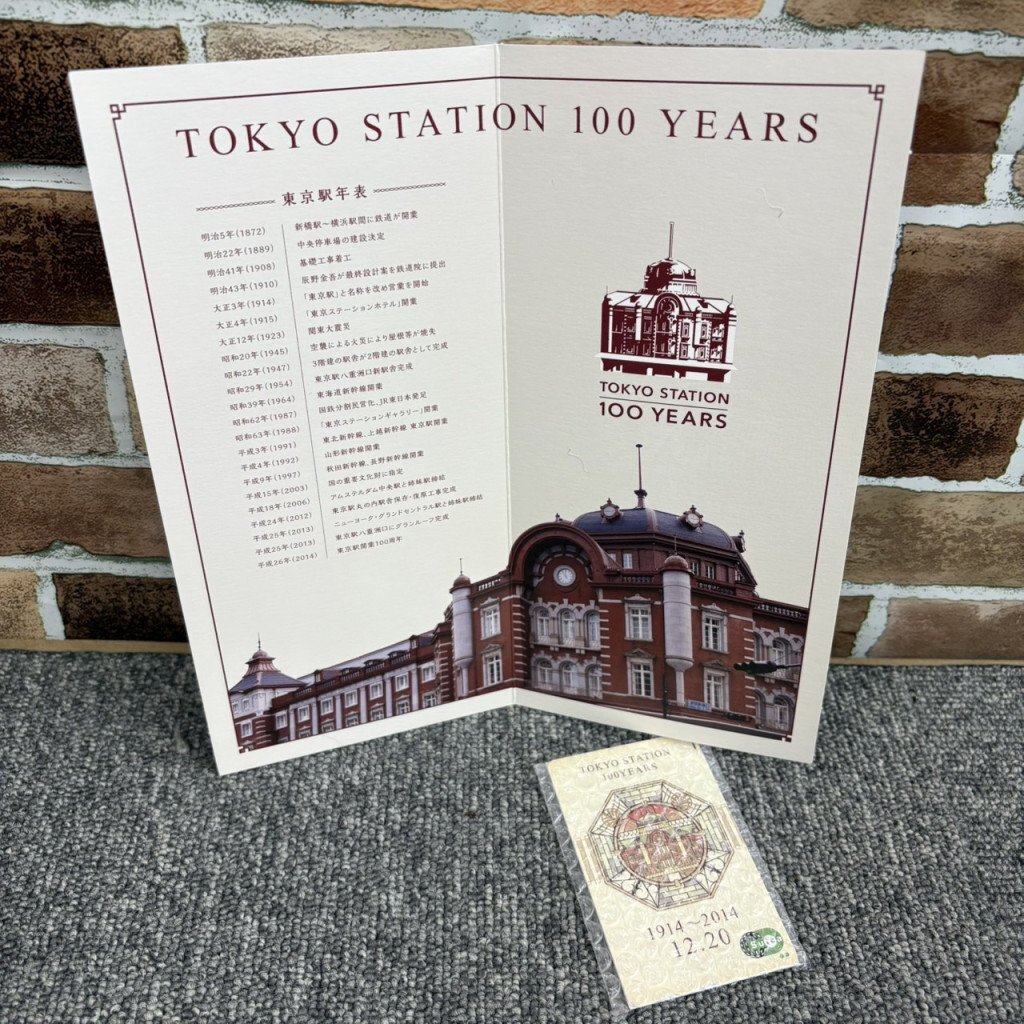 TOKYO STATION 100 YEARS
東京駅年表
明治5年(1872) 新橋駅～横浜駅間に鉄道が開業
明治22年(1889) 中央停車場の建設決定
明治41年(1908) 基礎工事着工
明治43年(1910) 辰野金吾が最終設計案を鉄道院に提出
大正3年(1914) 「東京駅」と名称を改め営業を開始
大正4年(1915) 「東京ステーションホテル」開業
大正12年(1923) 関東大震災
昭和20年(1945) 空襲による火災により屋根等が焼失
昭和22年(1947) 3階建の駅舎が2階建の駅舎として完成
昭和29年(1954) 東京駅八重洲口新駅舎完成
昭和39年(1964) 東海道新幹線開業
昭和62年(1987) 国鉄分割民営化、JR東日本発足
昭和63年(1988) 「東京ステーションギャラリー」開業
平成3年(1991) 東北新幹線、上越新幹線 東京駅開業
平成4年(1992) 山形新幹線開業
平成9年(1997) 秋田新幹線、長野新幹線開業
平成15年(2003) 国の重要文化財に指定
平成18年(2006) アムステルダム中央駅と姉妹駅締結
平成24年(2012) 東京駅丸の内駅舎保存・復原工事完成
平成25年(2013) ニューヨーク・グランドセントラル駅と姉妹駅締結
平成25年(2013) 東京駅八重洲口にグランルーフ完成
平成26年(2014) 東京駅開業100周年
TOKYO STATION
100 YEARS
TOKYO STATION
100YEARS
1914～2014
12.20
Suica